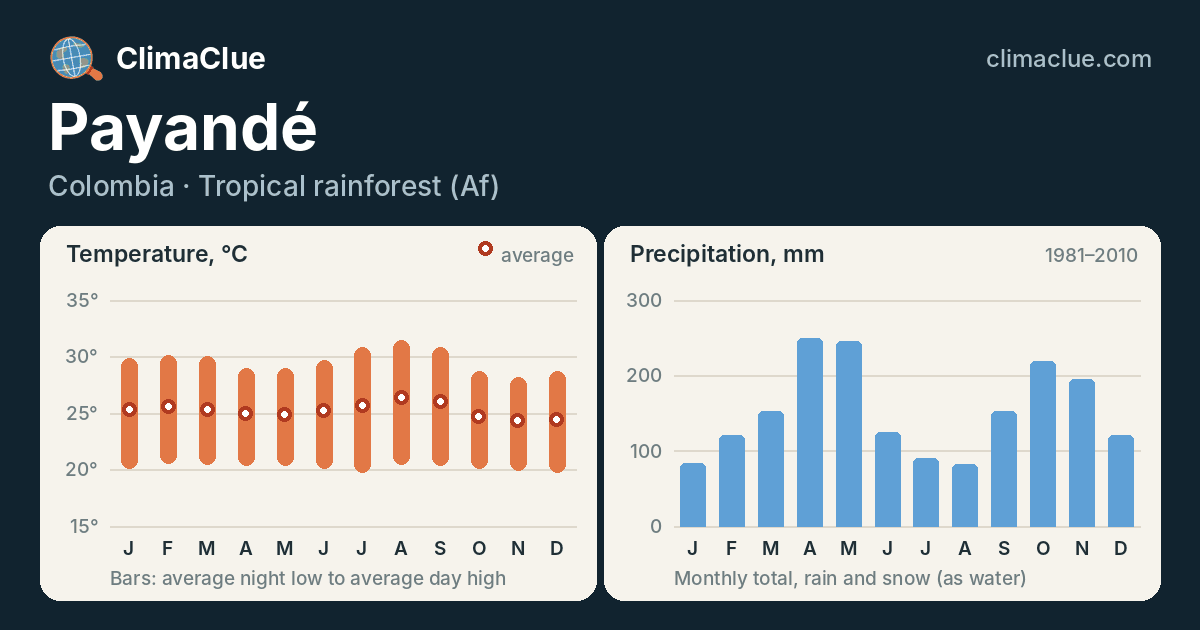 ClimaClue
climaclue.com
Payandé
Colombia · Tropical rainforest (Af)
Temperature, °C
average
35°
30°
25°
20°
15°
J F M A M J J A S O N D
Bars: average night low to average day high
Precipitation, mm
1981–2010
300
200
100
0
J F M A M J J A S O N D
Monthly total, rain and snow (as water)